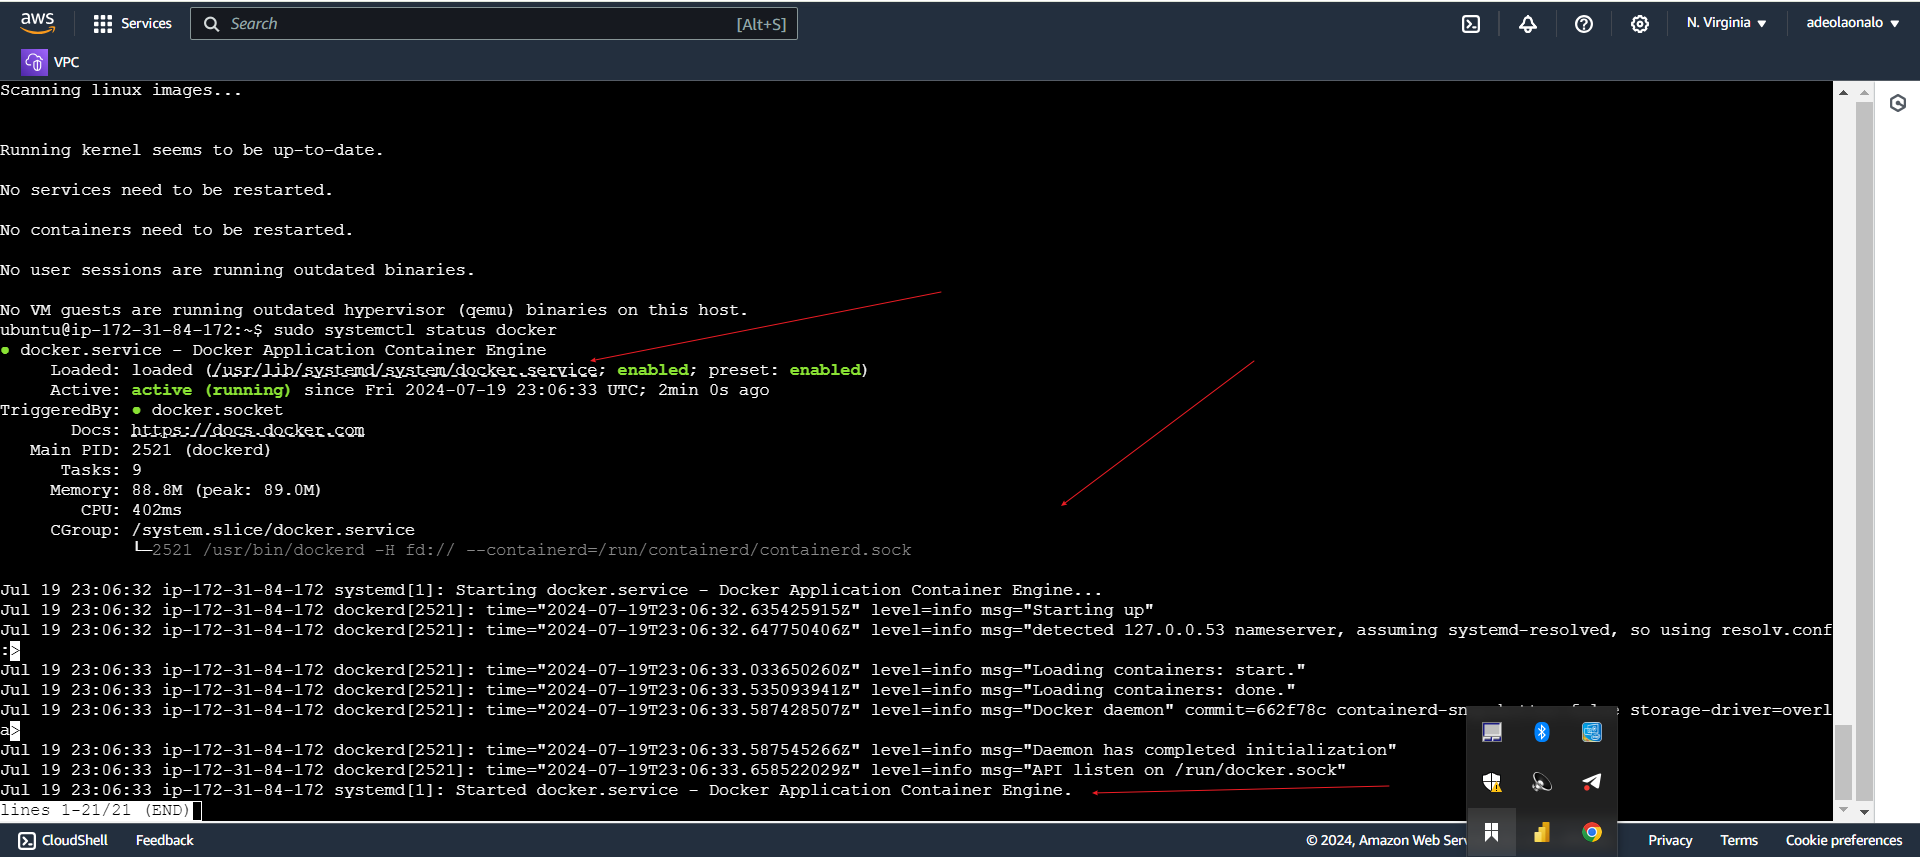 aws
Services
Search
[Alt+S]
N. Virginia
adeolaonalo
VPC
Scanning linux images...
Running kernel seems to be up-to-date.
No services need to be restarted.
No containers need to be restarted.
No user sessions are running outdated binaries.
No VM guests are running outdated hypervisor (qemu) binaries on this host.
ubuntu@ip-172-31-84-172:~$ sudo systemctl status docker
● docker.service - Docker Application Container Engine
Loaded: loaded (/usr/lib/systemd/system/docker.service; enabled; preset: enabled)
Active: active (running) since Fri 2024-07-19 23:06:33 UTC; 2min 0s ago
TriggeredBy: ● docker.socket
Docs: https://docs.docker.com
Main PID: 2521 (dockerd)
Tasks: 9
Memory: 88.8M (peak: 89.0M)
CPU: 402ms
CGroup: /system.slice/docker.service
└─2521 /usr/bin/dockerd -H fd:// --containerd=/run/containerd/containerd.sock
Jul 19 23:06:32 ip-172-31-84-172 systemd[1]: Starting docker.service - Docker Application Container Engine...
Jul 19 23:06:32 ip-172-31-84-172 dockerd[2521]: time="2024-07-19T23:06:32.635425915Z" level=info msg="Starting up"
Jul 19 23:06:32 ip-172-31-84-172 dockerd[2521]: time="2024-07-19T23:06:32.647750406Z" level=info msg="detected 127.0.0.53 nameserver, assuming systemd-resolved, so using resolv.conf
:>
Jul 19 23:06:33 ip-172-31-84-172 dockerd[2521]: time="2024-07-19T23:06:33.033650260Z" level=info msg="Loading containers: start."
Jul 19 23:06:33 ip-172-31-84-172 dockerd[2521]: time="2024-07-19T23:06:33.535093941Z" level=info msg="Loading containers: done."
Jul 19 23:06:33 ip-172-31-84-172 dockerd[2521]: time="2024-07-19T23:06:33.587428507Z" level=info msg="Docker daemon" commit=662f78c storage-driver=overl
a>
Jul 19 23:06:33 ip-172-31-84-172 dockerd[2521]: time="2024-07-19T23:06:33.587545266Z" level=info msg="Daemon has completed initialization"
Jul 19 23:06:33 ip-172-31-84-172 dockerd[2521]: time="2024-07-19T23:06:33.658522029Z" level=info msg="API listen on /run/docker.sock"
Jul 19 23:06:33 ip-172-31-84-172 systemd[1]: Started docker.service - Docker Application Container Engine.
lines 1-21/21 (END)
CloudShell
Feedback
© 2024, Amazon Web
Privacy
Terms
Cookie preferences